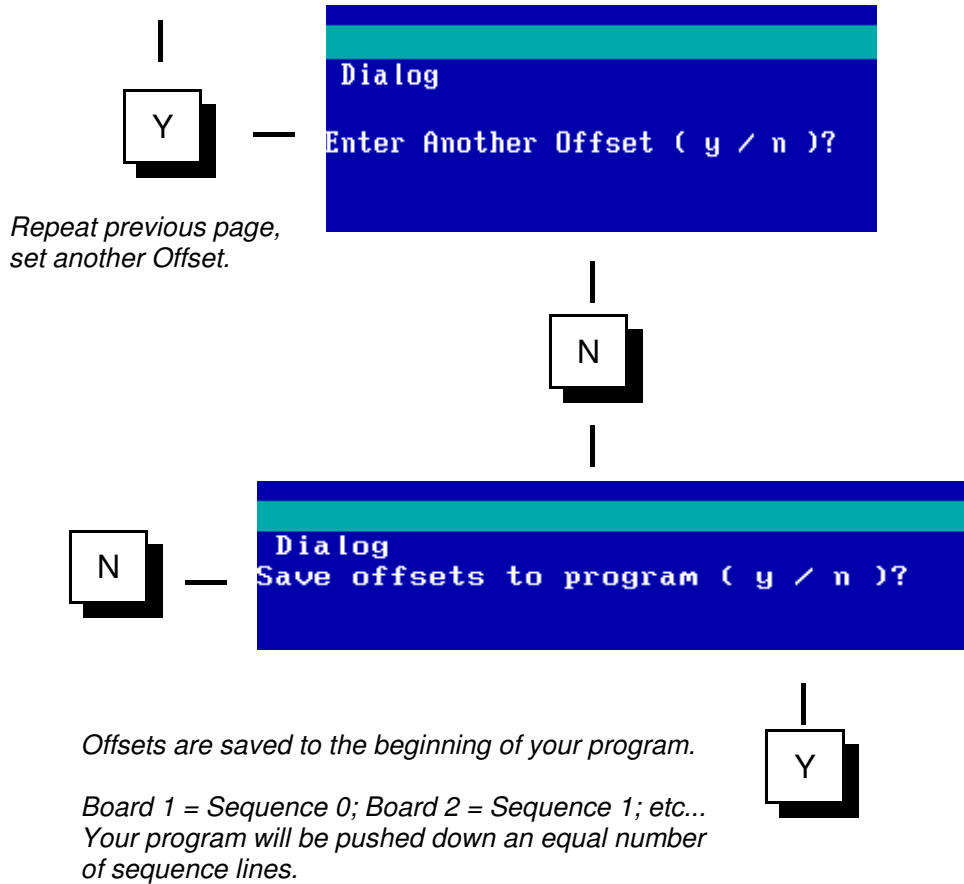 Dialog
Y
Enter Another Offset ( y / n )?
Repeat previous page,
set another Offset.
N
Dialog
N
Save offsets to program ( y / n )?
Y
Offsets are saved to the beginning of your program.
Board 1 = Sequence 0; Board 2 = Sequence 1; etc...
Your program will be pushed down an equal number
of sequence lines.